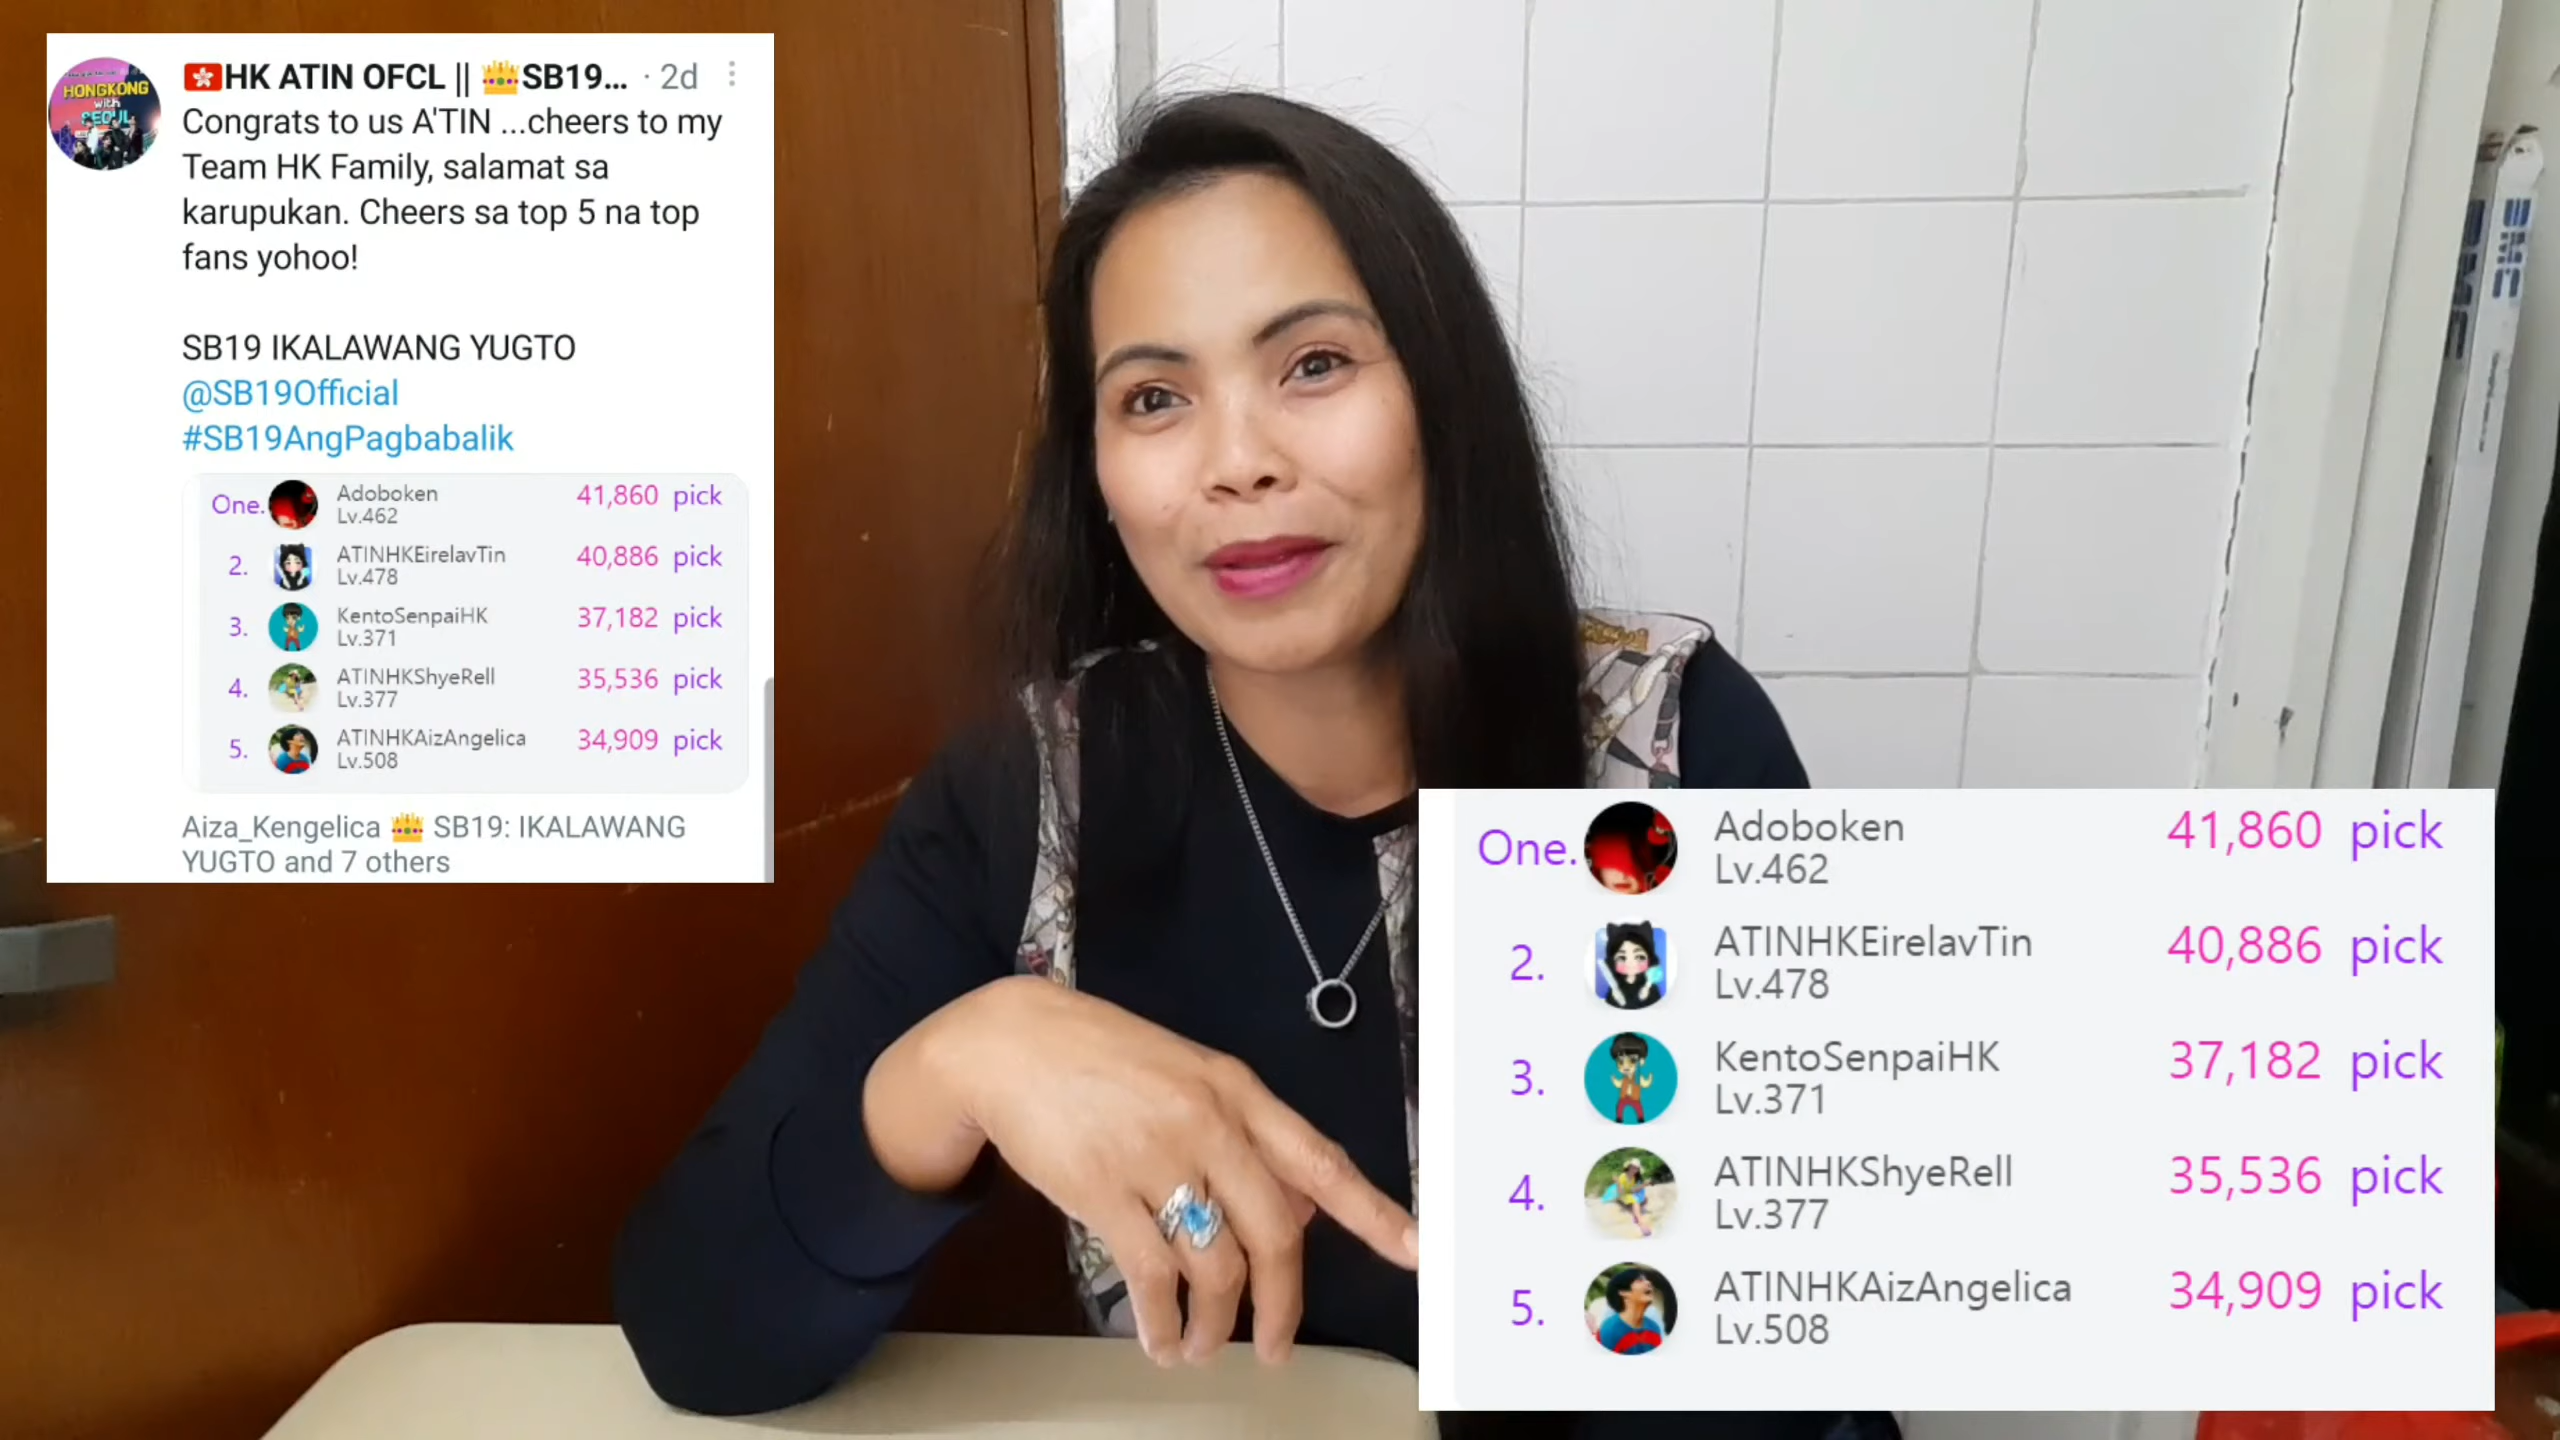 HONGKONG
with
SEOUL
HK ATIN OFCL || 👑SB19... · 2d
Congrats to us A'TIN ...cheers to my
Team HK Family, salamat sa
karupukan. Cheers sa top 5 na top
fans yohoo!
SB19 IKALAWANG YUGTO
@SB19Official
#SB19AngPagbabalik
One. Adoboken 41,860 pick
Lv.462
2. ATINHKEirelavTin 40,886 pick
Lv.478
3. KentoSenpaiHK 37,182 pick
Lv.371
4. ATINHKShyeRell 35,536 pick
Lv.377
5. ATINHKAizAngelica 34,909 pick
Lv.508
Aiza_Kengelica 👑 SB19: IKALAWANG
YUGTO and 7 others
One. Adoboken 41,860 pick
Lv.462
2. ATINHKEirelavTin 40,886 pick
Lv.478
3. KentoSenpaiHK 37,182 pick
Lv.371
4. ATINHKShyeRell 35,536 pick
Lv.377
5. ATINHKAizAngelica 34,909 pick
Lv.508